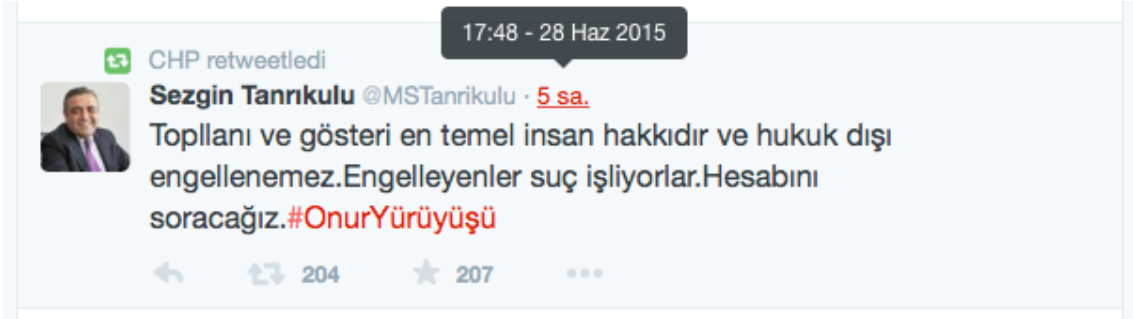 17:48 - 28 Haz 2015
CHP retweetledi
Sezgin Tanrıkulu @MSTanrikulu · 5 sa.
Topllanı ve gösteri en temel insan hakkıdır ve hukuk dışı
engellenemez.Engelleyenler suç işliyorlar.Hesabını
soracağız.#OnurYürüyüşü
204 207